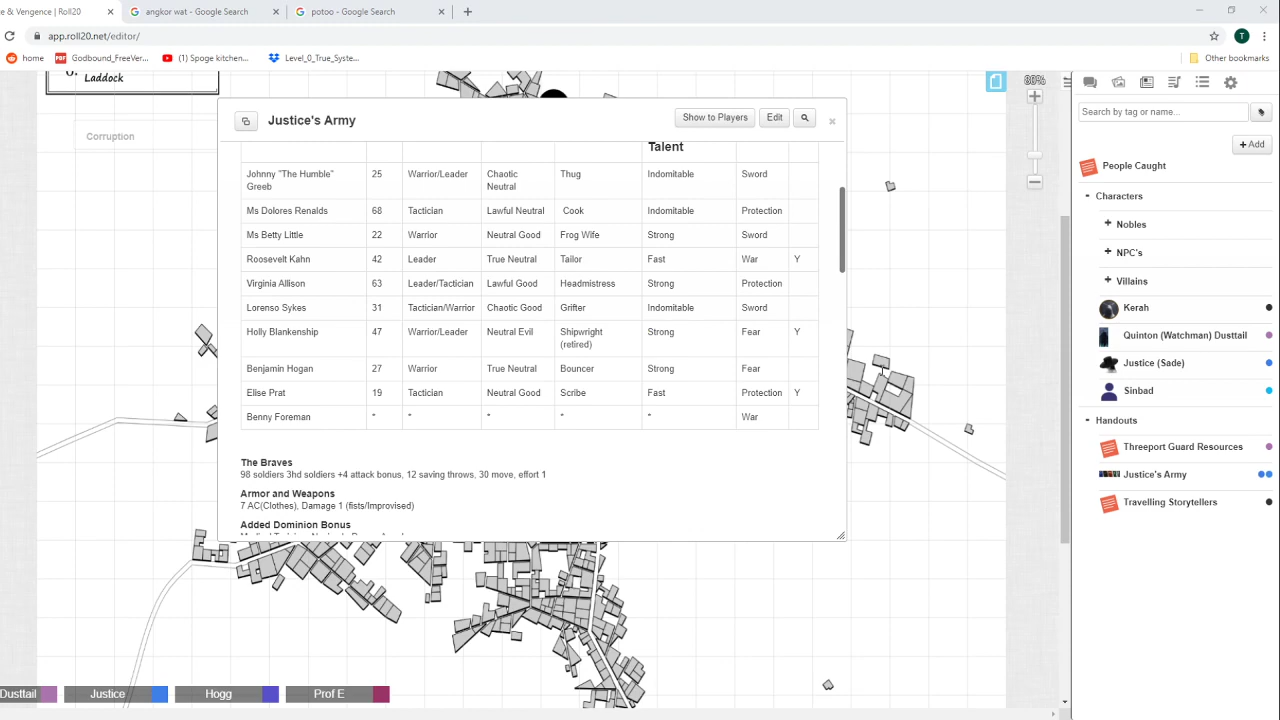 e & Vengence | Roll20
angkor wat - Google Search
potoo - Google Search
app.roll20.net/editor/
T
home
Godbound_FreeVer...
(1) Spoge kitchen...
Level_0_True_Syste...
Other bookmarks
Laddock
Corruption
80%
Justice's Army
Show to Players
Edit
Talent
Johnny "The Humble" Greeb 25 Warrior/Leader Chaotic Neutral Thug Indomitable Sword
Ms Dolores Renalds 68 Tactician Lawful Neutral Cook Indomitable Protection
Ms Betty Little 22 Warrior Neutral Good Frog Wife Strong Sword
Roosevelt Kahn 42 Leader True Neutral Tailor Fast War Y
Virginia Allison 63 Leader/Tactician Lawful Good Headmistress Strong Protection
Lorenso Sykes 31 Tactician/Warrior Chaotic Good Grifter Indomitable Sword
Holly Blankenship 47 Warrior/Leader Neutral Evil Shipwright (retired) Strong Fear Y
Benjamin Hogan 27 Warrior True Neutral Bouncer Strong Fear
Elise Prat 19 Tactician Neutral Good Scribe Fast Protection Y
Benny Foreman * * * * * War
The Braves
98 soldiers 3hd soldiers +4 attack bonus, 12 saving throws, 30 move, effort 1
Armor and Weapons
7 AC(Clothes), Damage 1 (fists/Improvised)
Added Dominion Bonus
Search by tag or name...
+ Add
People Caught
Characters
Nobles
NPC's
Villains
Kerah
Quinton (Watchman) Dusttail
Justice (Sade)
Sinbad
Handouts
Threeport Guard Resources
Justice's Army
Travelling Storytellers
Dusttail
Justice
Hogg
Prof E